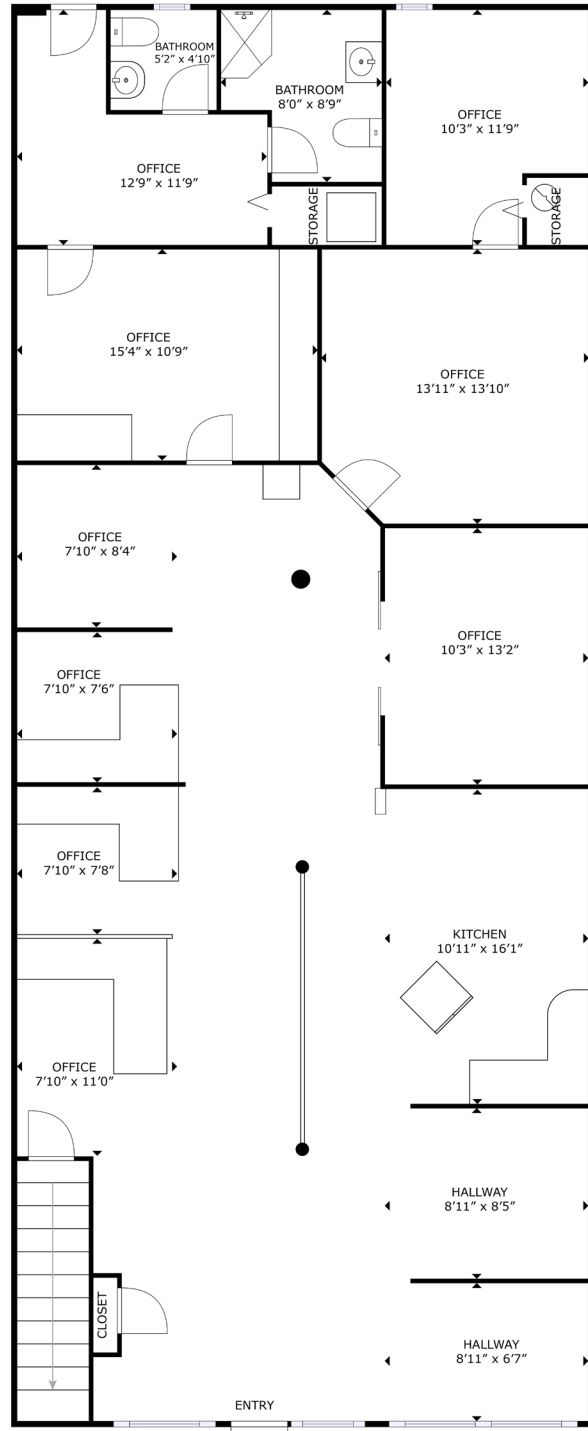 BATHROOM
5'2" x 4'10"
BATHROOM
8'0" x 8'9"
OFFICE
10'3" x 11'9"
OFFICE
12'9" x 11'9"
STORAGE
STORAGE
OFFICE
15'4" x 10'9"
OFFICE
13'11" x 13'10"
OFFICE
7'10" x 8'4"
OFFICE
10'3" x 13'2"
OFFICE
7'10" x 7'6"
OFFICE
7'10" x 7'8"
KITCHEN
10'11" x 16'1"
OFFICE
7'10" x 11'0"
HALLWAY
8'11" x 8'5"
CLOSET
HALLWAY
8'11" x 6'7"
ENTRY